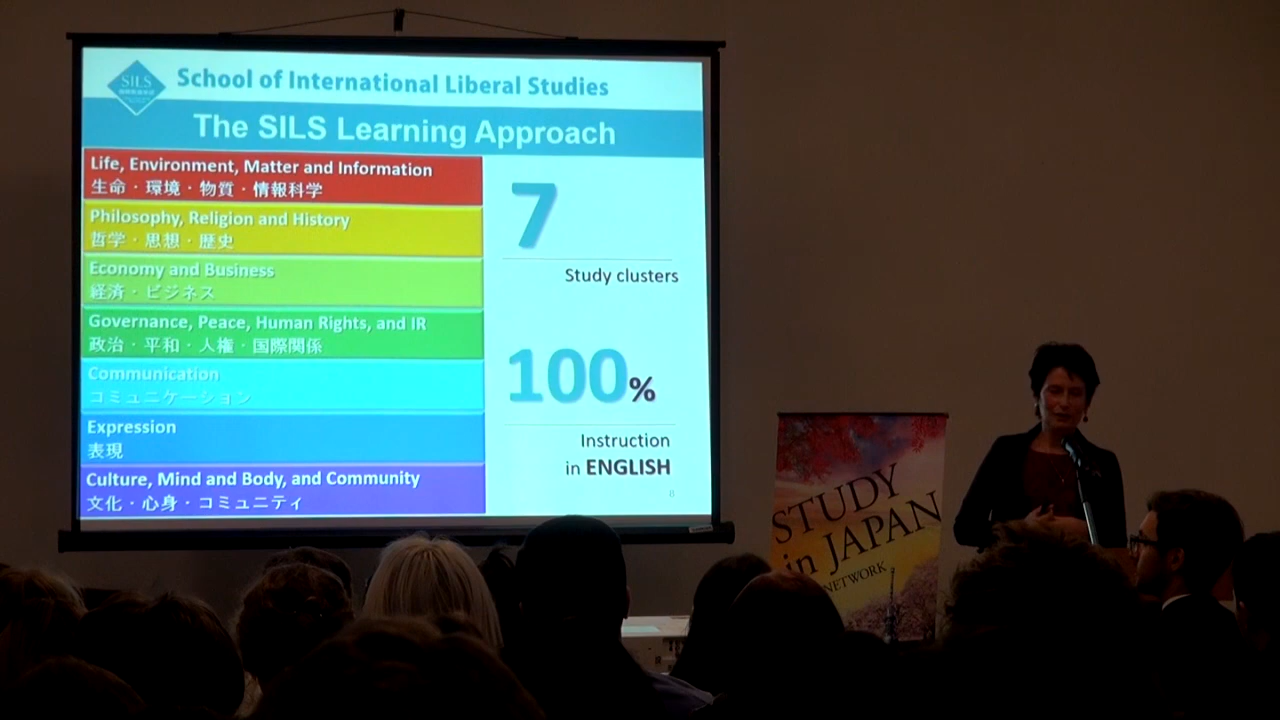 SILS
School of International Liberal Studies
The SILS Learning Approach
Life, Environment, Matter and Information
生命・環境・物質・情報科学
Philosophy, Religion and History
哲学・思想・歴史
Economy and Business
経済・ビジネス
Governance, Peace, Human Rights, and IR
政治・平和・人権・国際関係
Communication
コミュニケーション
Expression
表現
Culture, Mind and Body, and Community
文化・心身・コミュニティ
7
Study clusters
100%
Instruction
in ENGLISH
8
STUDY
in JAPAN
NETWORK